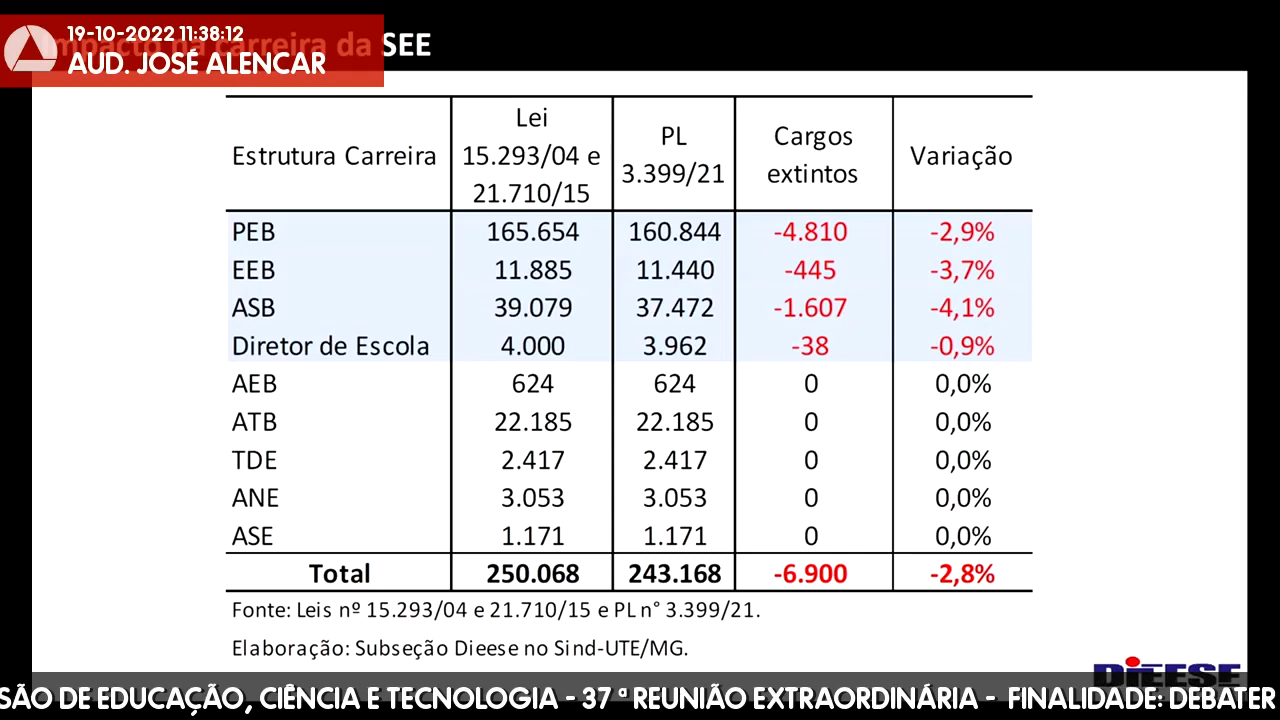 19-10-2022 11:38:12
AUD. JOSÉ ALENCAR
Impacto na carreira da SEE
Estrutura Carreira | Lei 15.293/04 e 21.710/15 | PL 3.399/21 | Cargos extintos | Variação
PEB 165.654 160.844 -4.810 -2,9%
EEB 11.885 11.440 -445 -3,7%
ASB 39.079 37.472 -1.607 -4,1%
Diretor de Escola 4.000 3.962 -38 -0,9%
AEB 624 624 0 0,0%
ATB 22.185 22.185 0 0,0%
TDE 2.417 2.417 0 0,0%
ANE 3.053 3.053 0 0,0%
ASE 1.171 1.171 0 0,0%
Total 250.068 243.168 -6.900 -2,8%
Fonte: Leis nº 15.293/04 e 21.710/15 e PL n° 3.399/21.
Elaboração: Subseção Dieese no Sind-UTE/MG.
DIEESE
SÃO DE EDUCAÇÃO, CIÊNCIA E TECNOLOGIA - 37 ª REUNIÃO EXTRAORDINÁRIA - FINALIDADE: DEBATER